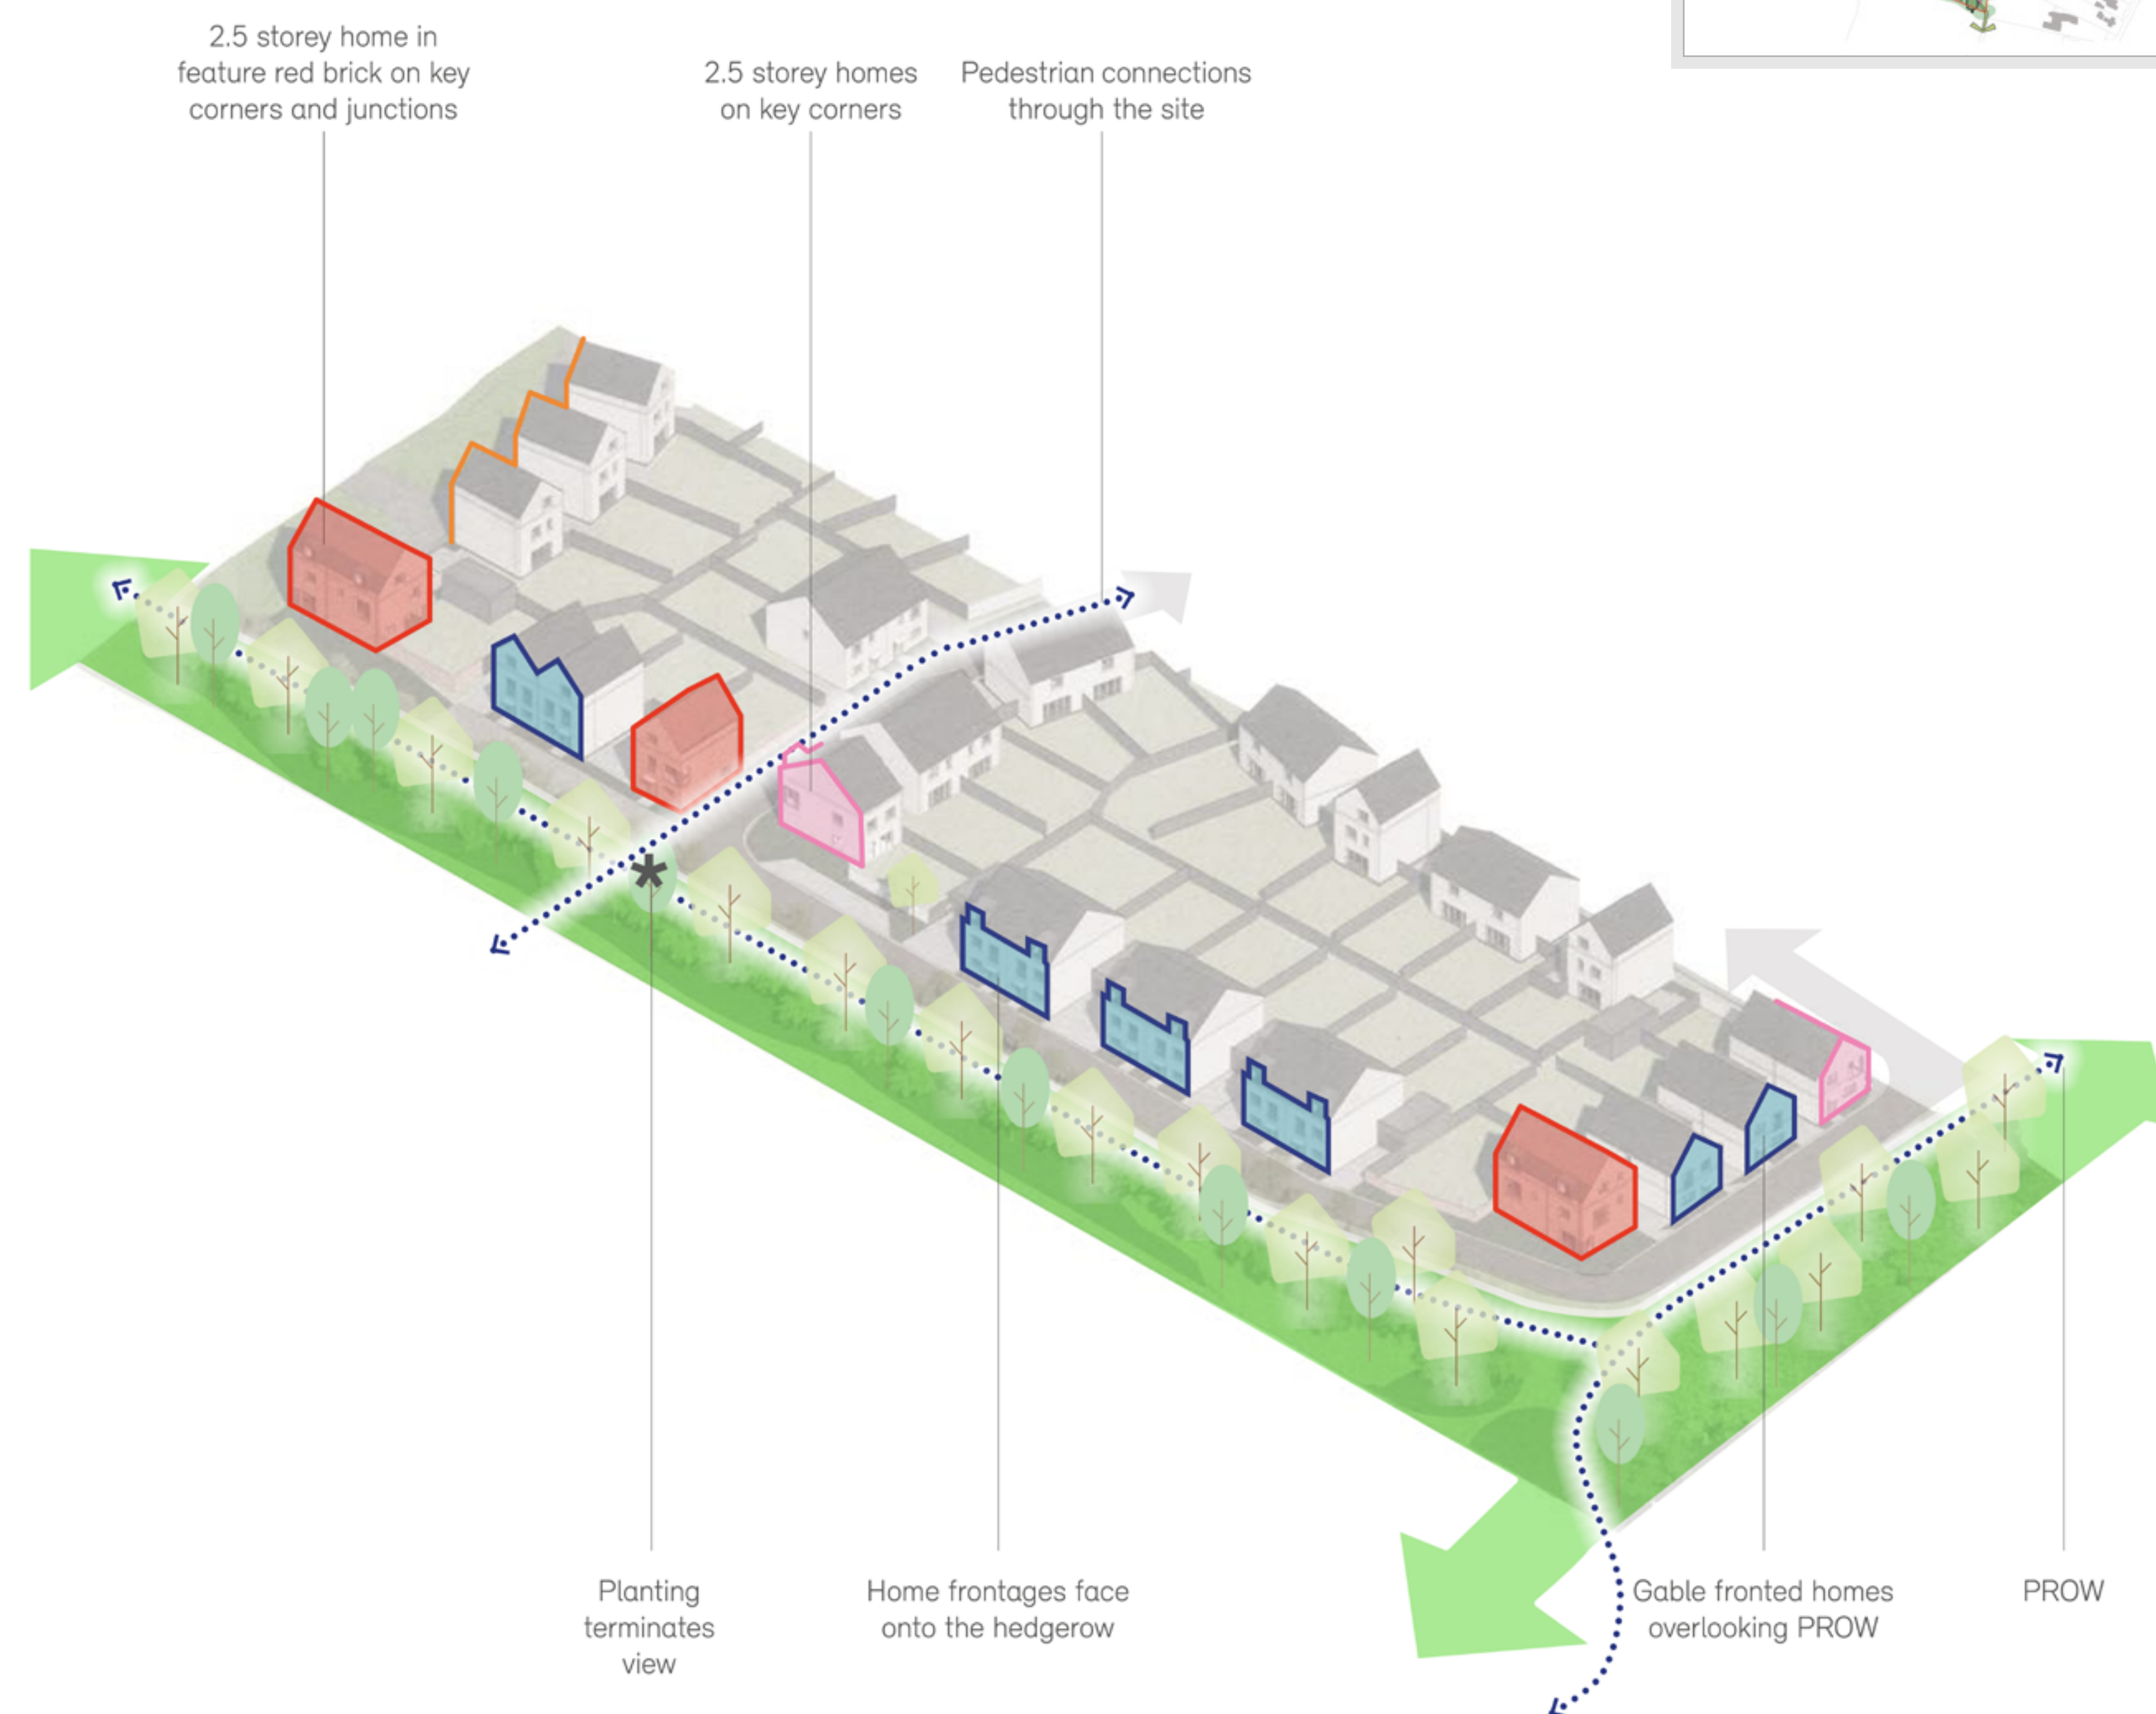 2.5 storey home in
feature red brick on key
corners and junctions
2.5 storey homes
on key corners
Pedestrian connections
through the site
Planting
terminates
view
Home frontages face
onto the hedgerow
Gable fronted homes
overlooking PROW
PROW